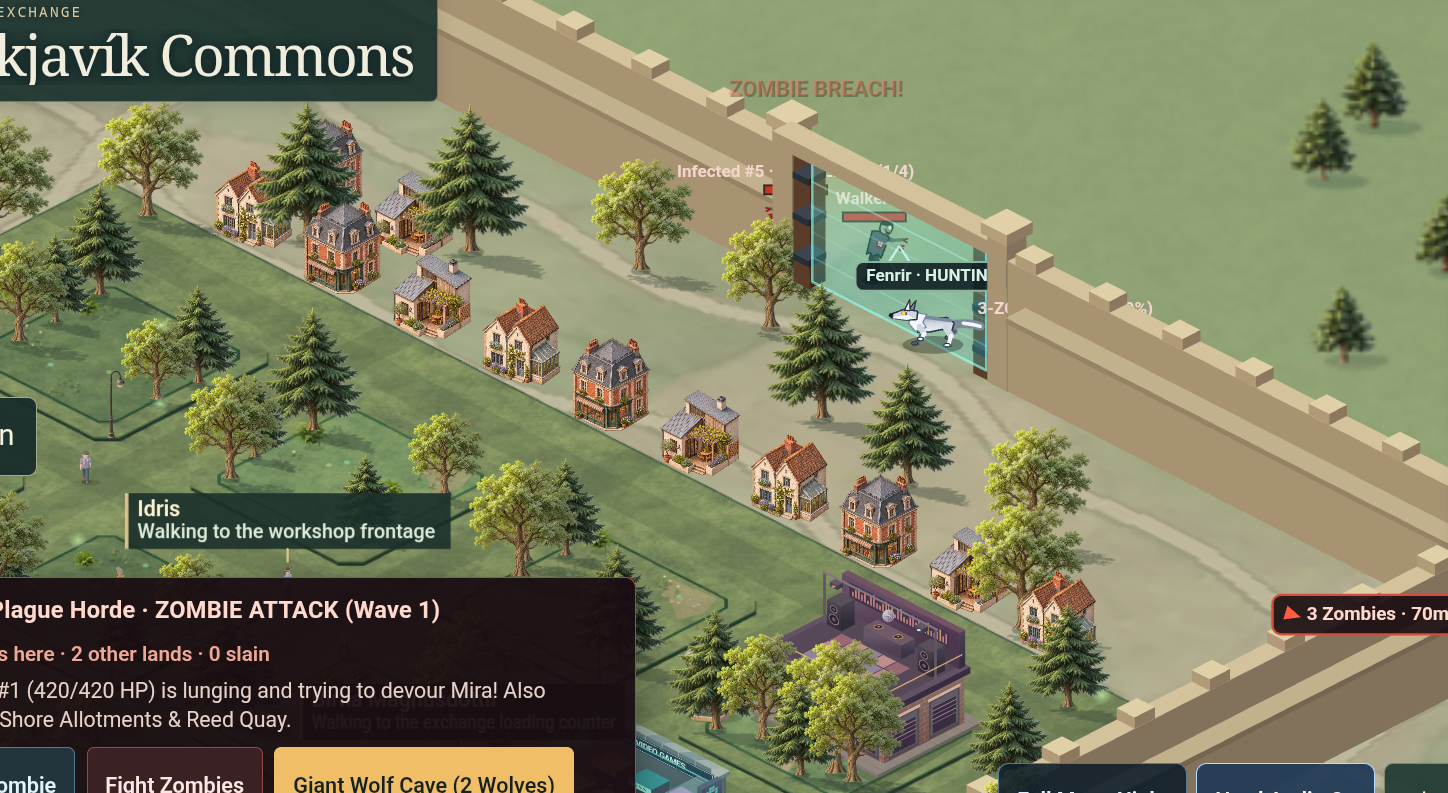 EXCHANGE
kjavík Commons
ZOMBIE BREACH!
Infected #5 · 1/4)
Walke
Fenrir · HUNTIN
3-Z %)
n
Idris
Walking to the workshop frontage
Plague Horde · ZOMBIE ATTACK (Wave 1)
s here · 2 other lands · 0 slain
#1 (420/420 HP) is lunging and trying to devour Mira! Also
Shore Allotments & Reed Quay.
Walking to the exchange loading counter
ombie
Fight Zombies
Giant Wolf Cave (2 Wolves)
VIDEO GAMES
3 Zombies · 70m